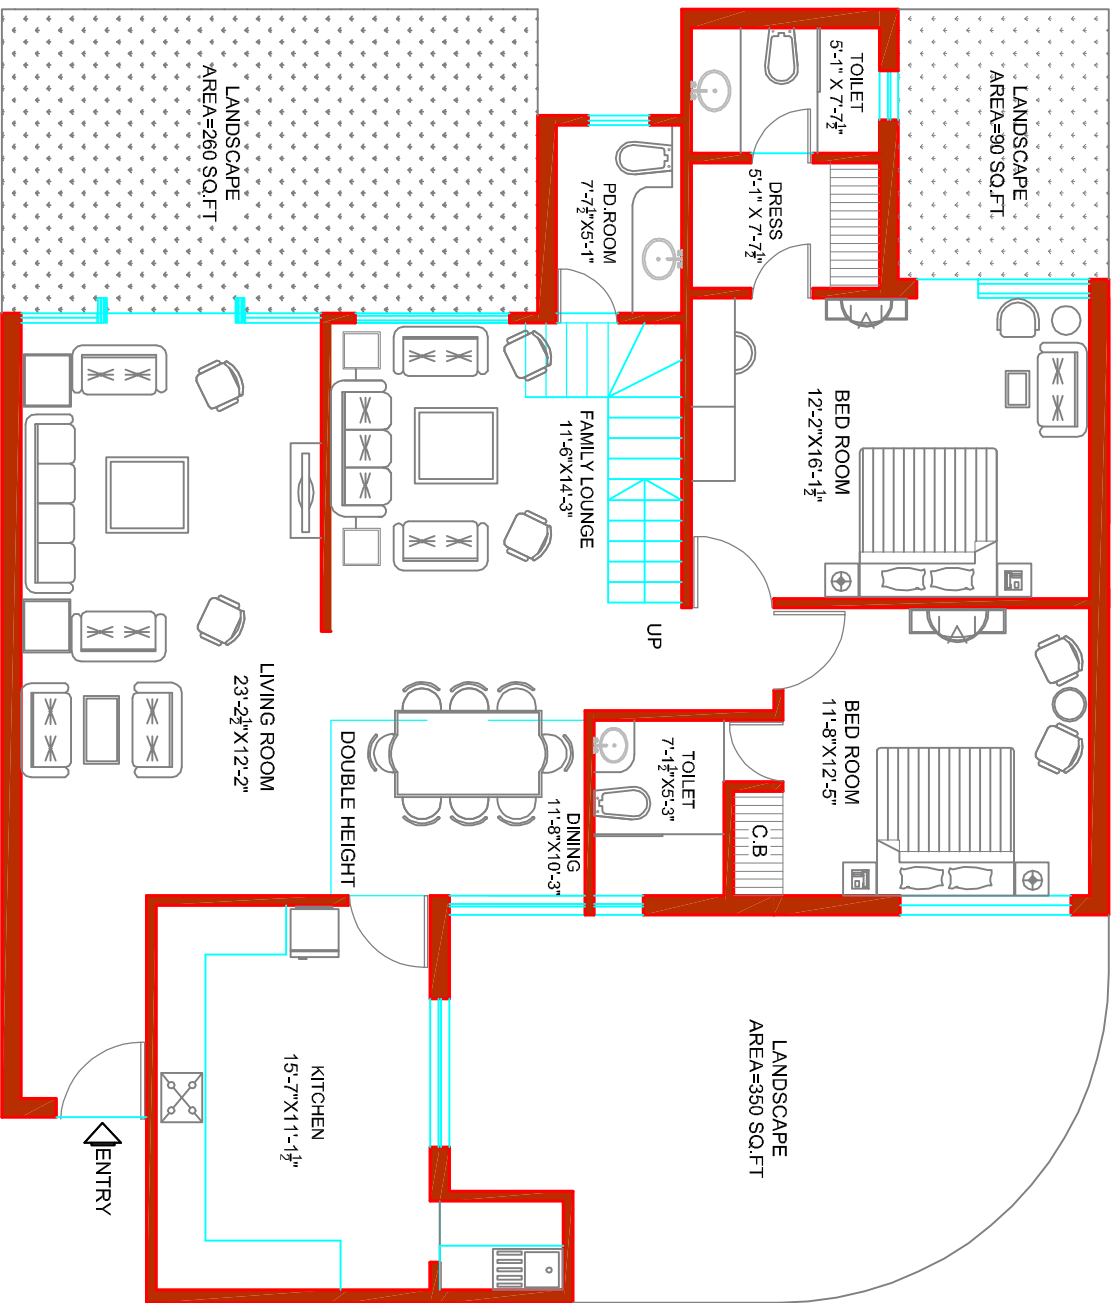 LANDSCAPE
AREA=90 SQ.FT
TOILET
5'-1" X 7'-7½"
DRESS
5'-1" X 7'-7½"
PD.ROOM
7'-7½"X5'-1"
LANDSCAPE
AREA=260 SQ.FT
BED ROOM
12'-2"X16'-1½"
FAMILY LOUNGE
11'-6"X14'-3"
UP
BED ROOM
11'-8"X12'-5"
TOILET
7'-1½"X5'-3"
C.B
LIVING ROOM
23'-2½"X12'-2"
DOUBLE HEIGHT
DINING
11'-8"X10'-3"
LANDSCAPE
AREA=350 SQ.FT
KITCHEN
15'-7"X11'-1½"
ENTRY